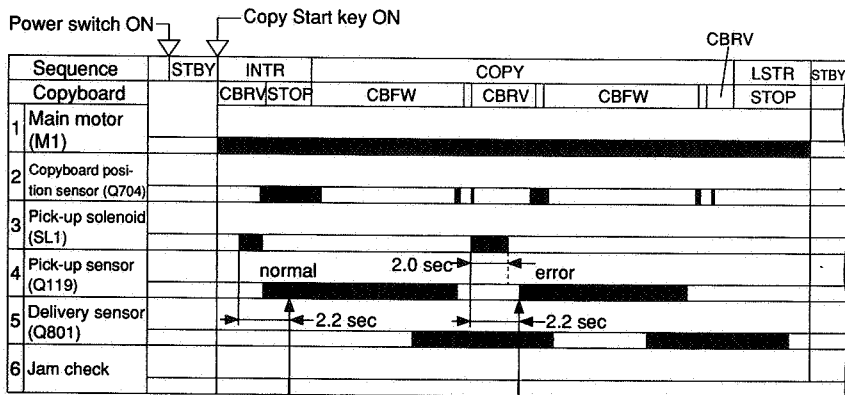 Power switch ON
Copy Start key ON
CBRV
Sequence STBY INTR COPY LSTR STBY
Copyboard CBRV STOP CBFW CBRV CBFW STOP
1 Main motor
(M1)
2 Copyboard posi-
tion sensor (Q704)
3 Pick-up solenoid
(SL1)
2.0 sec
4 Pick-up sensor
(Q119)
normal
error
5 Delivery sensor
(Q801)
2.2 sec
2.2 sec
6 Jam check